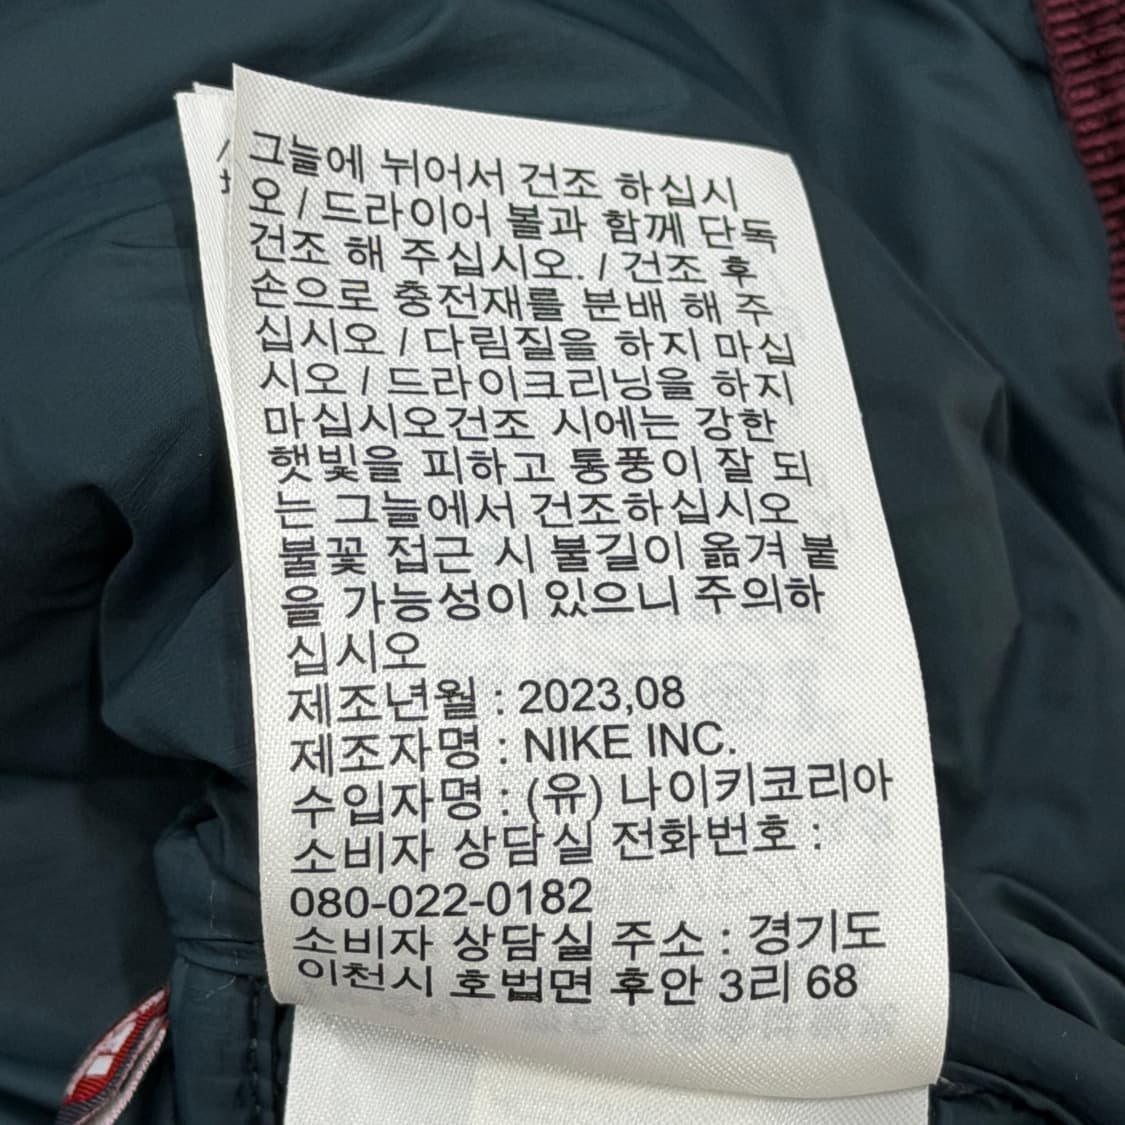 그늘에 뉘어서 건조 하십시
오 / 드라이어 볼과 함께 단독
건조 해 주십시오. / 건조 후
손으로 충전재를 분배 해 주
십시오 / 다림질을 하지 마십
시오 / 드라이크리닝을 하지
마십시오건조 시에는 강한
햇빛을 피하고 통풍이 잘 되
는 그늘에서 건조하십시오
불꽃 접근 시 불길이 옮겨 붙
을 가능성이 있으니 주의하
십시오
제조년월 : 2023,08
제조자명 : NIKE INC.
수입자명 : (유) 나이키코리아
소비자 상담실 전화번호 :
080-022-0182
소비자 상담실 주소 : 경기도
이천시 호법면 후안 3리 68